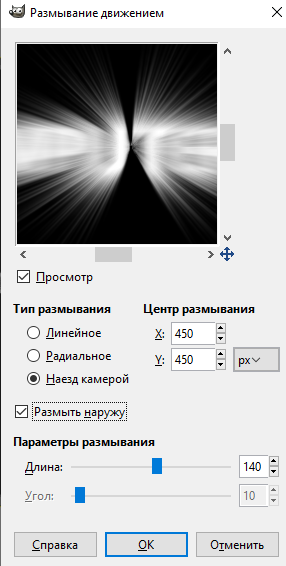 Размывание движением
Просмотр
Тип размывания
Центр размывания
Линейное
X: 450
Радиальное
Y: 450 px
Наезд камерой
Размыть наружу
Параметры размывания
Длина: 140
Угол: 10
Справка
OK
Отменить